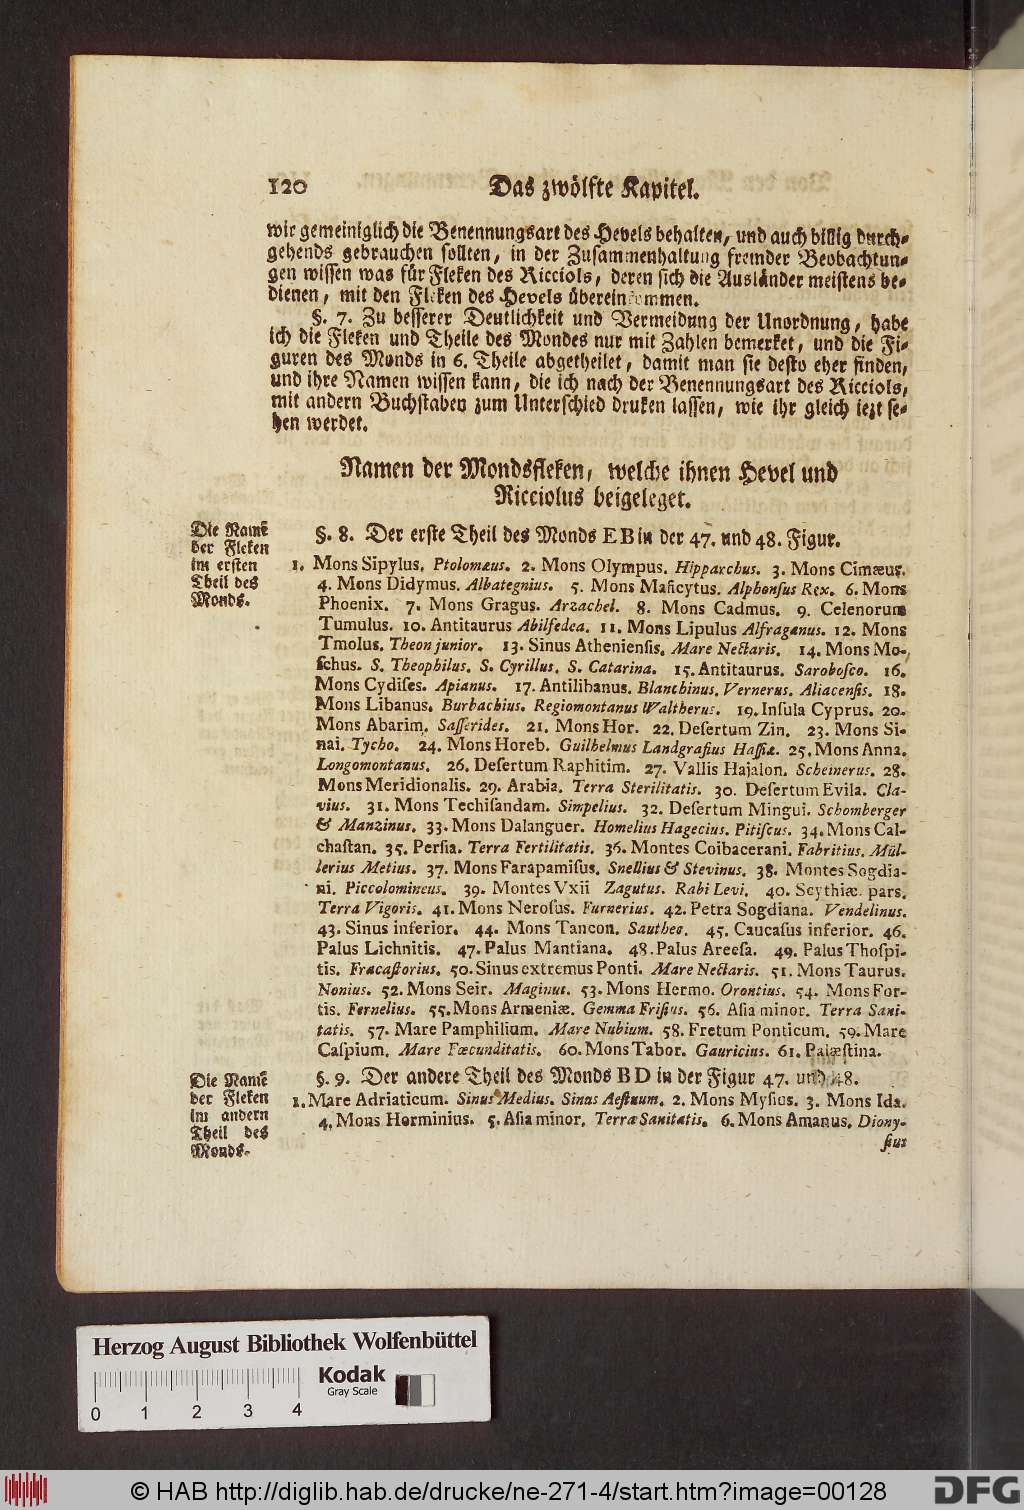 120 Das zwölfte Kapitel.
wir gemeiniglich die Benennungsart des Hevels behalten, und auch billig durch-
gehends gebrauchen sollten, in der Zusammenhaltung fremder Beobachtun-
gen wissen was für Fleken des Ricciols, deren sich die Ausländer meistens be-
dienen, mit den Fleken des Hevels übereinkommen.
§. 7. Zu besserer Deutlichkeit und Vermeidung der Unordnung, habe
ich die Fleken und Theile des Mondes nur mit Zahlen bemerket, und die Fi-
guren des Monds in 6. Theile abgetheilet, damit man sie desto eher finden,
und ihre Namen wissen kann, die ich nach der Benennungsart des Ricciols,
mit andern Buchstaben zum Unterschied druken lassen, wie ihr gleich iezt se-
hen werdet.
Namen der Mondsfleken, welche ihnen Hevel und
Ricciolus beigeleget.
Die Namē
der Fleken
im ersten
Theil des
Monds.
§. 8. Der erste Theil des Monds EB in der 47. und 48. Figur.
1. Mons Sipylus. Ptolomæus. 2. Mons Olympus. Hipparchus. 3. Mons Cimæus.
4. Mons Didymus. Albategnius. 5. Mons Maſicytus. Alphonſus Rex. 6. Mons
Phoenix. 7. Mons Gragus. Arzachel. 8. Mons Cadmus. 9. Celenorum
Tumulus. 10. Antitaurus Abilfedea. 11. Mons Lipulus Alfraganus. 12. Mons
Tmolus. Theon junior. 13. Sinus Athenienſis. Mare Nectaris. 14. Mons Mo-
ſchus. S. Theophilus. S. Cyrillus. S. Catarina. 15. Antitaurus. Sarobosco. 16.
Mons Cydiſes. Apianus. 17. Antilibanus. Blanchinus. Vernerus. Aliacenſis. 18.
Mons Libanus. Burbachius. Regiomontanus Waltherus. 19. Inſula Cyprus. 20.
Mons Abarim. Saſſerides. 21. Mons Hor. 22. Deſertum Zin. 23. Mons Si-
nai. Tycho. 24. Mons Horeb. Guilhelmus Landgrafius Haſſiæ. 25. Mons Anna.
Longomontanus. 26. Deſertum Raphitim. 27. Vallis Hajalon. Scheinerus. 28.
Mons Meridionalis. 29. Arabia. Terra Sterilitatis. 30. Deſertum Evila. Cla-
vius. 31. Mons Techiſandam. Simpelius. 32. Deſertum Mingui. Schomberger
& Manzinus. 33. Mons Dalanguer. Homelius Hagecius. Pitiſcus. 34. Mons Cal-
chaſtan. 35. Perſia. Terra Fertilitatis. 36. Montes Coibacerani. Fabritius. Mül-
lerius Metius. 37. Mons Farapamiſus. Snellius & Stevinus. 38. Montes Sogdia-
ni. Piccolomineus. 39. Montes Vxii Zagutus. Rabi Levi. 40. Scythiæ pars.
Terra Vigoris. 41. Mons Neroſus. Furnerius. 42. Petra Sogdiana. Vendelinus.
43. Sinus inferior. 44. Mons Tancon. Sautheo. 45. Caucaſus inferior. 46.
Palus Lichnitis. 47. Palus Mantiana. 48. Palus Areeſa. 49. Palus Thoſpi-
tis. Fracaſtorius. 50. Sinus extremus Ponti. Mare Nectaris. 51. Mons Taurus.
Nonius. 52. Mons Seir. Maginus. 53. Mons Hermo. Orontius. 54. Mons For-
tis. Fernelius. 55. Mons Armeniæ. Gemma Friſius. 56. Aſia minor. Terra Sani-
tatis. 57. Mare Pamphilium. Mare Nubium. 58. Fretum Ponticum. 59. Mare
Caſpium. Mare Fœcunditatis. 60. Mons Tabor. Gauricius. 61. Palæſtina.
Die Namē
der Fleken
im andern
Theil des
Monds.
§. 9. Der andere Theil des Monds BD in der Figur 47. und 48.
1. Mare Adriaticum. Sinus Medius. Sinus Aeſtuum. 2. Mons Myſius. 3. Mons Ida.
4. Mons Horminius. 5. Aſia minor. Terræ Sanitatis. 6. Mons Amanus. Diony-
ſius
Herzog August Bibliothek Wolfenbüttel
Kodak
Gray Scale
0 1 2 3 4
© HAB http://diglib.hab.de/drucke/ne-271-4/start.htm?image=00128
DFG